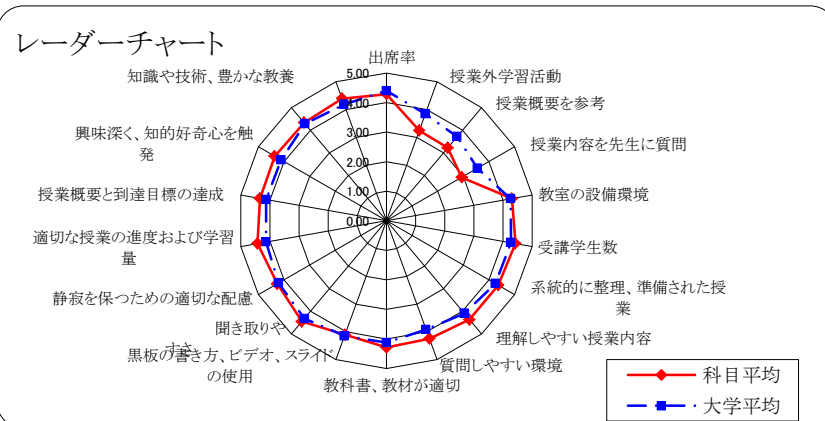 レーダーチャート
出席率
授業外学習活動
授業概要を参考
授業内容を先生に質問
教室の設備環境
受講学生数
系統的に整理、準備された授
業
理解しやすい授業内容
質問しやすい環境
教科書、教材が適切
黒板の書き方、ビデオ、スライド
の使用
聞き取りや
すさ
静寂を保つための適切な配慮
適切な授業の進度および学習
量
授業概要と到達目標の達成
興味深く、知的好奇心を触
発
知識や技術、豊かな教養
5.00
4.00
3.00
2.00
1.00
0.00
科目平均
大学平均